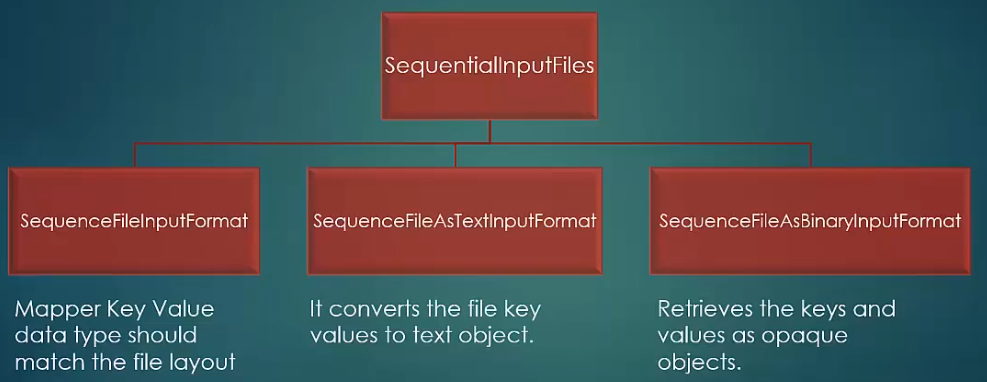 SequentialInputFiles
SequenceFileInputFormat
SequenceFileAsTextInputFormat
SequenceFileAsBinaryInputFormat
Mapper Key Value
data type should
match the file layout
It converts the file key
values to text object.
Retrieves the keys and
values as opaque
objects.